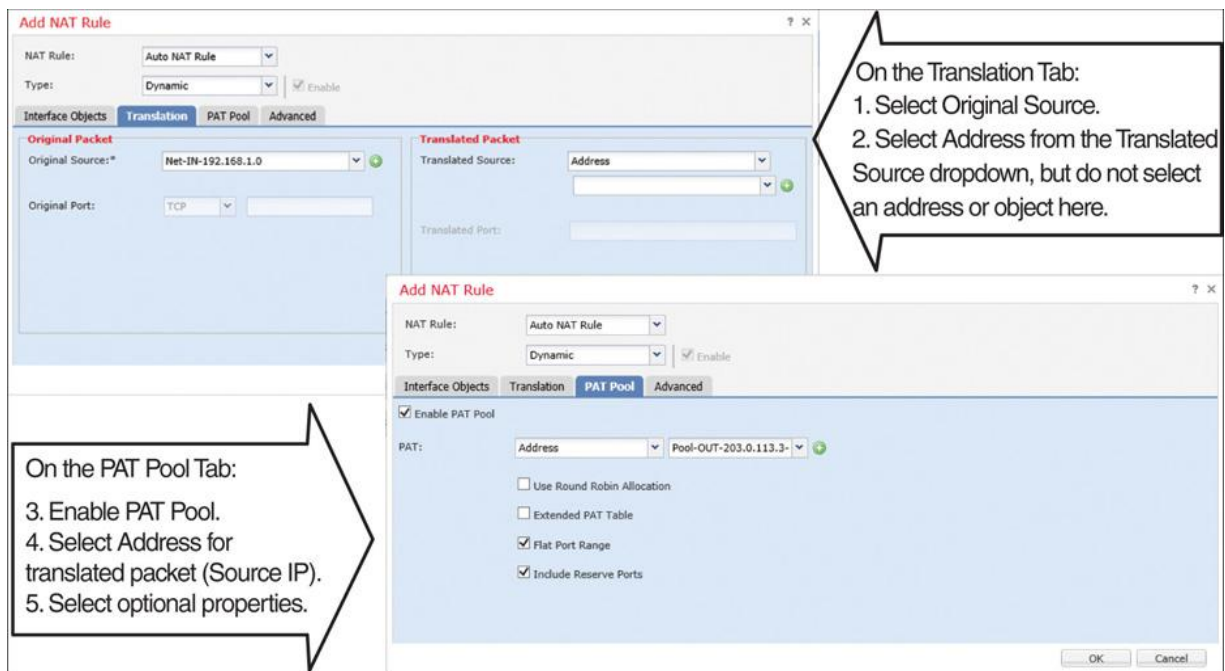 Add NAT Rule
? ×
NAT Rule:
Auto NAT Rule
Type:
Dynamic
Enable
Interface Objects
Translation
PAT Pool
Advanced
Original Packet
Original Source:*
Net-IN-192.168.1.0
Original Port:
TCP
Translated Packet
Translated Source:
Address
Translated Port:
On the Translation Tab:
1. Select Original Source.
2. Select Address from the Translated
Source dropdown, but do not select
an address or object here.
Add NAT Rule
? ×
NAT Rule:
Auto NAT Rule
Type:
Dynamic
Enable
Interface Objects
Translation
PAT Pool
Advanced
Enable PAT Pool
PAT:
Address
Pool-OUT-203.0.113.3-
Use Round Robin Allocation
Extended PAT Table
Flat Port Range
Include Reserve Ports
OK
Cancel
On the PAT Pool Tab:
3. Enable PAT Pool.
4. Select Address for
translated packet (Source IP).
5. Select optional properties.